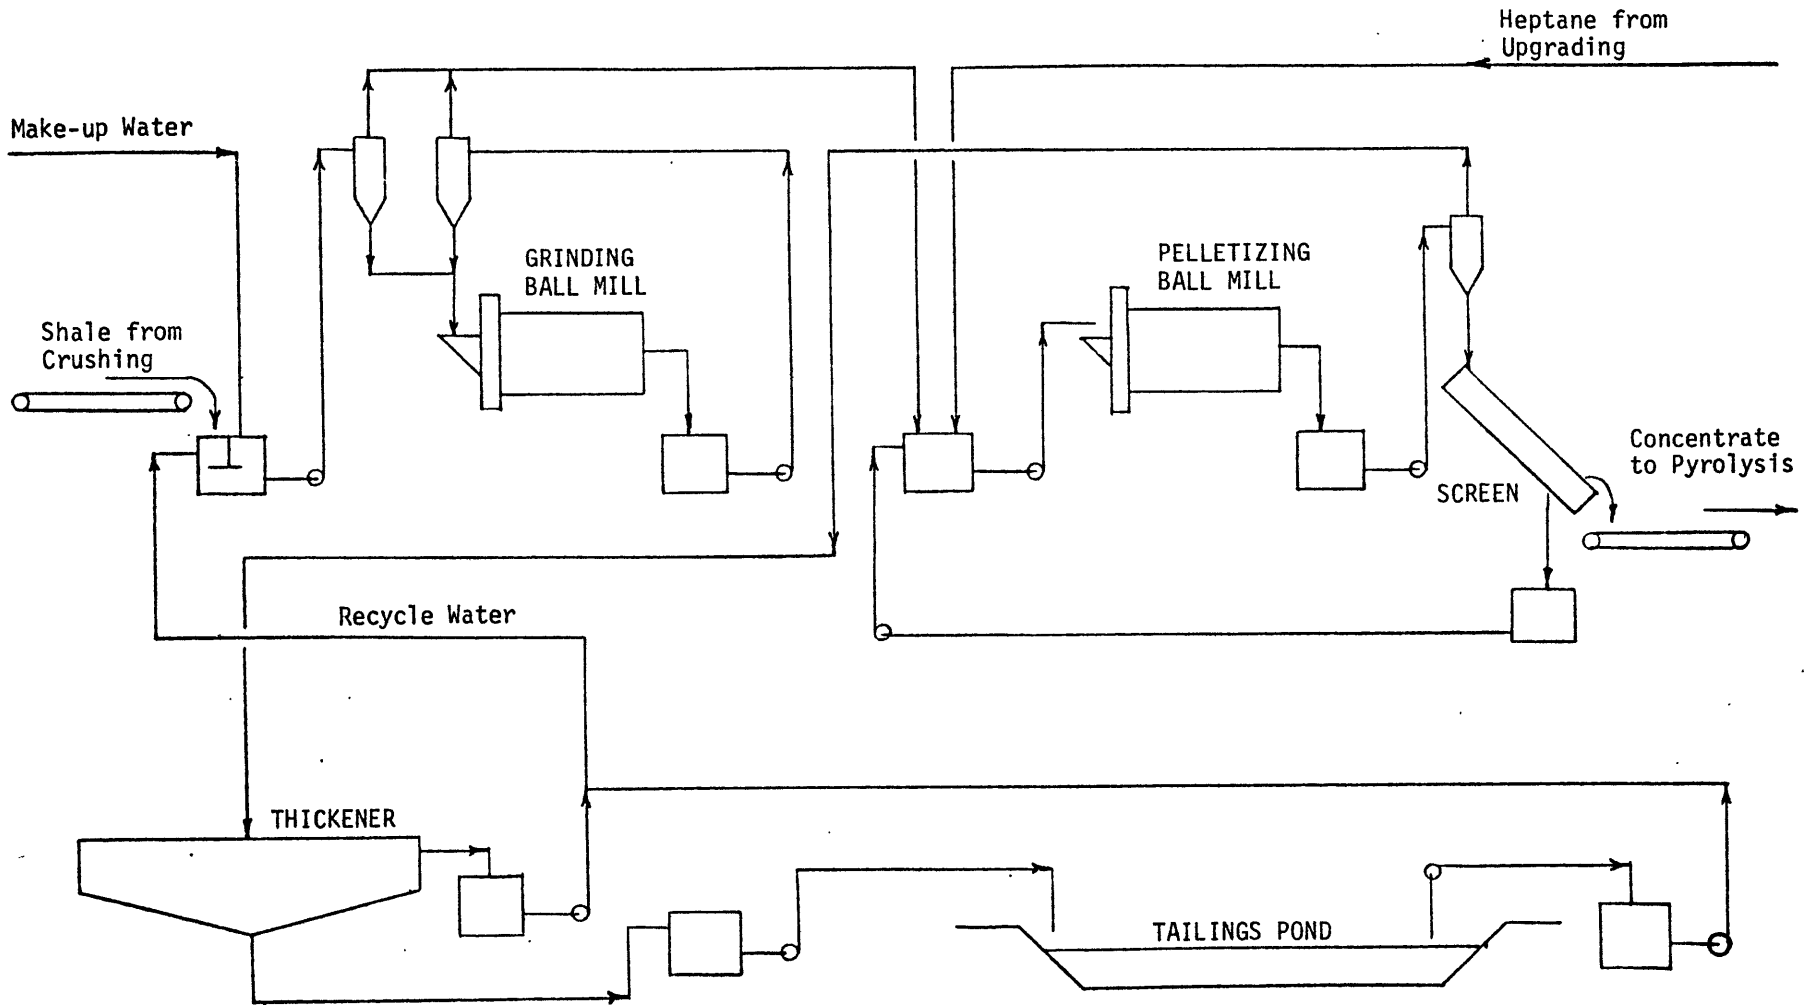 Heptane from
Upgrading
Make-up Water
GRINDING
BALL MILL
PELLETIZING
BALL MILL
Shale from
Crushing
Concentrate
to Pyrolysis
SCREEN
Recycle Water
THICKENER
TAILINGS POND